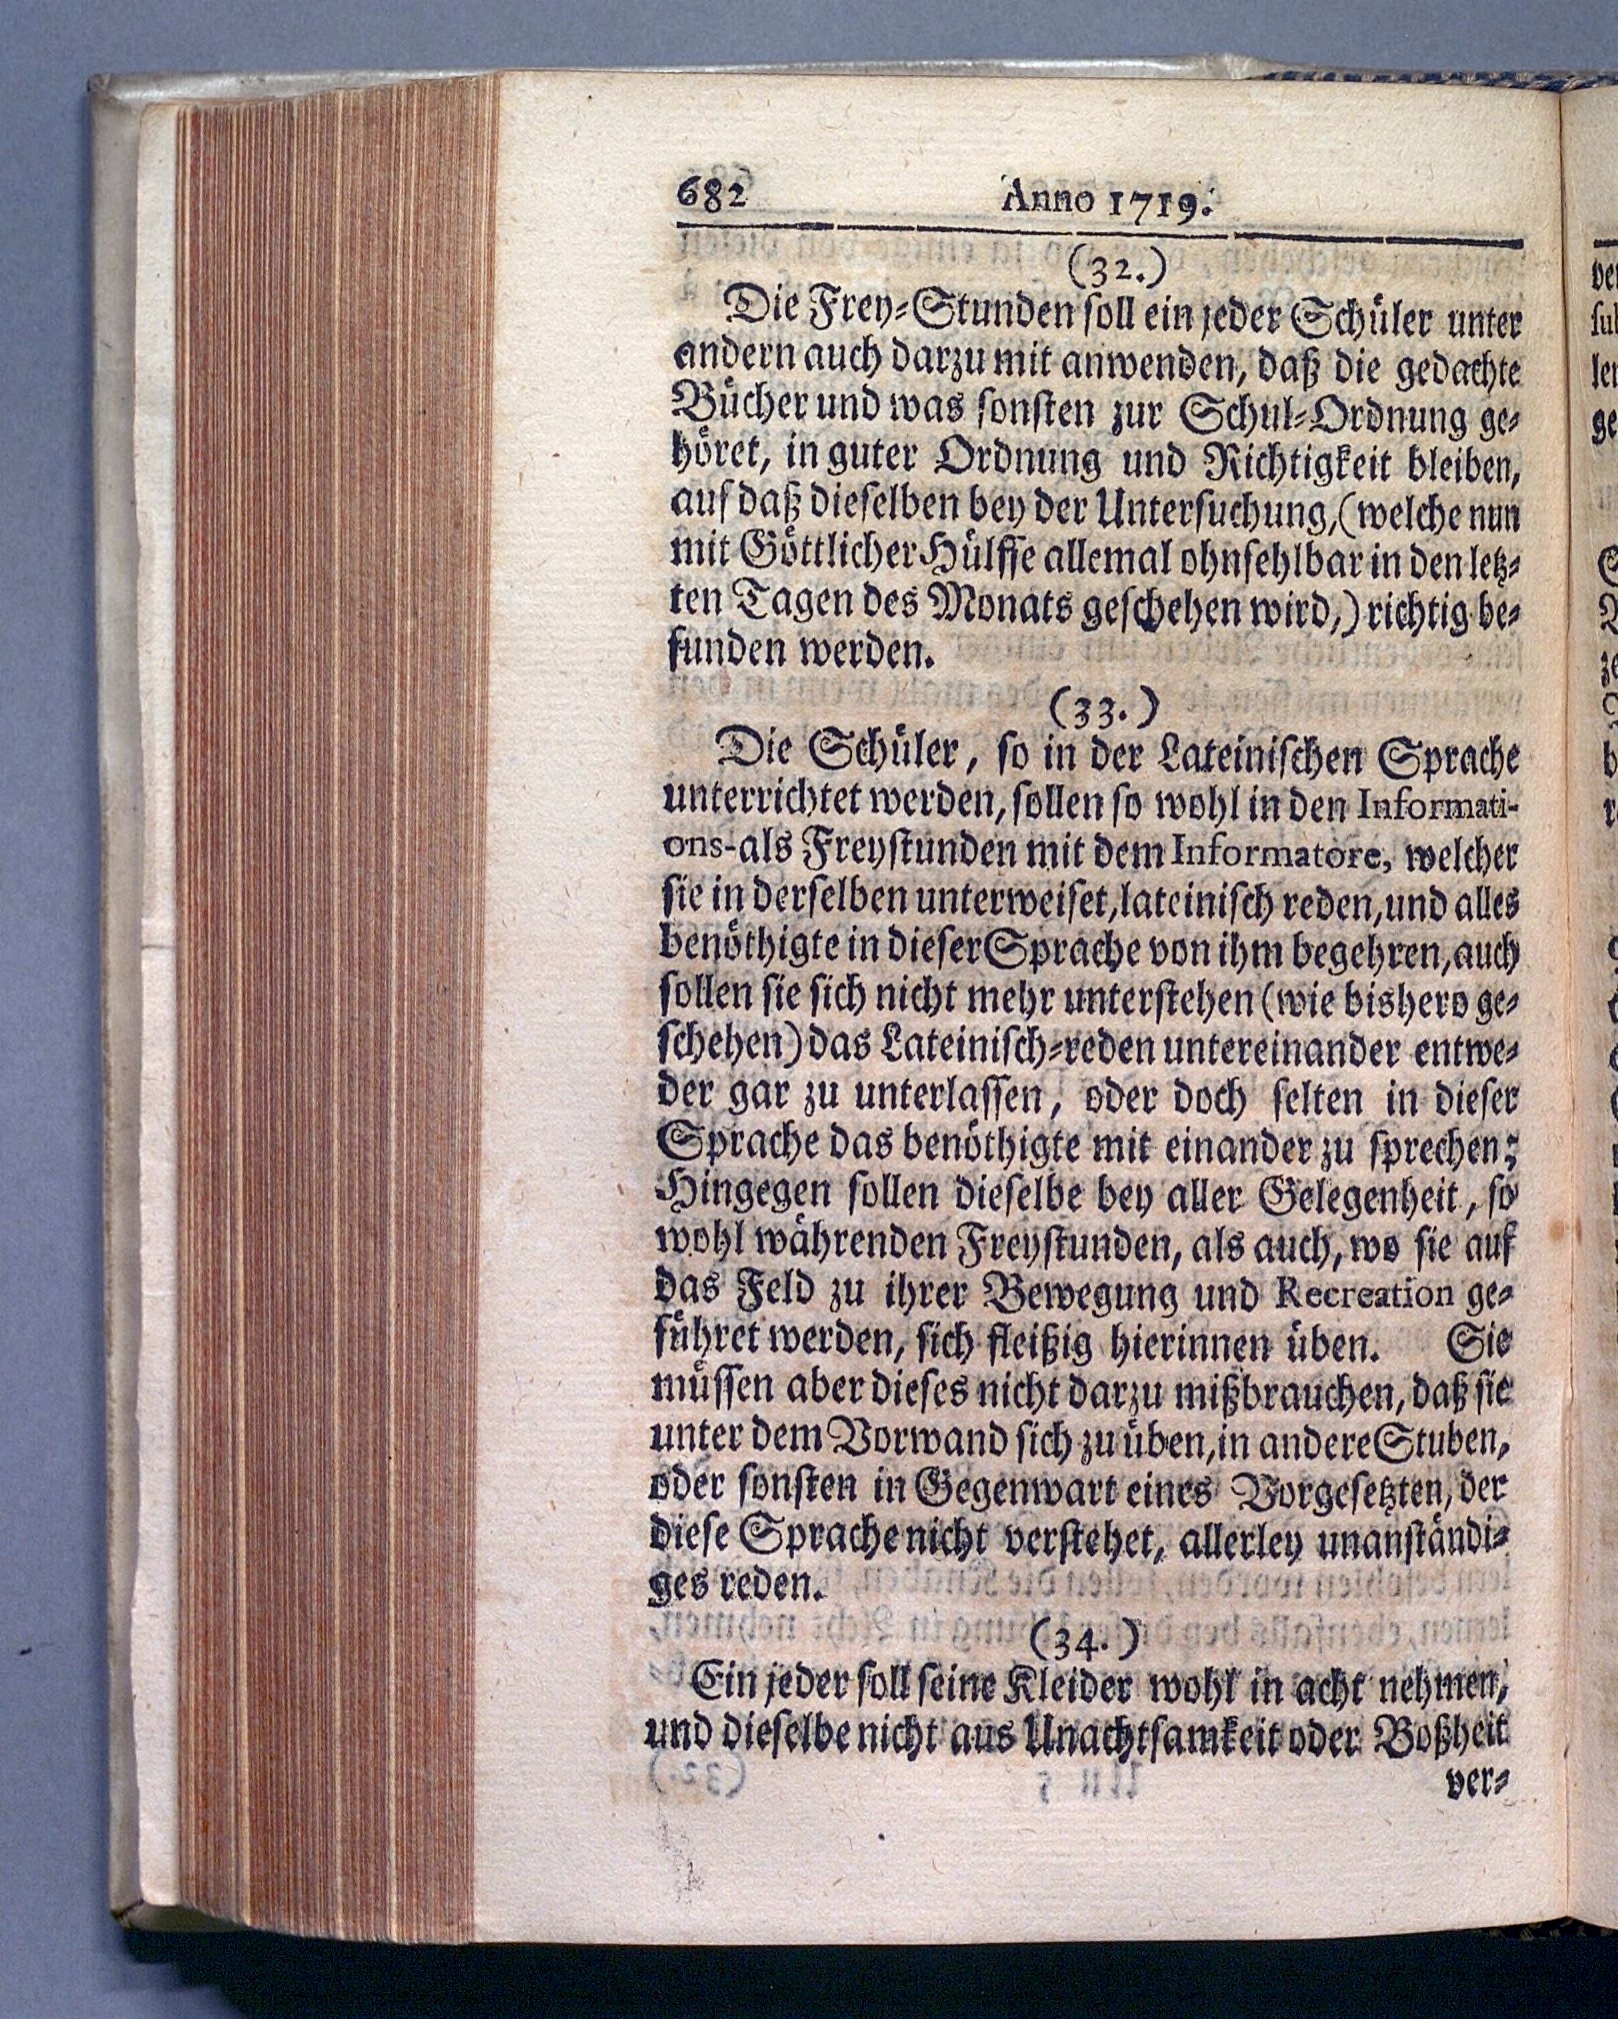 682 Anno 1719.
(32.)
Die Frey-Stunden soll ein jeder Schüler unter
andern auch darzu mit anwenden, daß die gedachte
Bücher und was sonsten zur Schul-Ordnung ge-
höret, in guter Ordnung und Richtigkeit bleiben,
auf daß dieselben bey der Untersuchung, (welche nun
mit Göttlicher Hülffe allemal ohnfehlbar in den letz-
ten Tagen des Monats geschehen wird,) richtig be-
funden werden.
(33.)
Die Schüler, so in der Lateinischen Sprache
unterrichtet werden, sollen so wohl in den Informati-
ons-als Freystunden mit dem Informatore, welcher
sie in derselben unterweiset, lateinisch reden, und alles
benöthigte in dieser Sprache von ihm begehren, auch
sollen sie sich nicht mehr unterstehen (wie bishero ge-
schehen) das Lateinisch-reden untereinander entwe-
der gar zu unterlassen, oder doch selten in dieser
Sprache das benöthigte mit einander zu sprechen;
Hingegen sollen dieselbe bey aller Gelegenheit, so
wohl währenden Freystunden, als auch, wo sie auf
das Feld zu ihrer Bewegung und Recreation ge-
führet werden, sich fleißig hierinnen üben. Sie
müssen aber dieses nicht darzu mißbrauchen, daß sie
unter dem Vorwand sich zu üben, in andere Stuben,
oder sonsten in Gegenwart eines Vorgesetzten, der
diese Sprache nicht verstehet, allerley unanständi-
ges reden.
(34.)
Ein jeder soll seine Kleider wohl in acht nehmen,
und dieselbe nicht aus Unachtsamkeit oder Boßheit
ver-